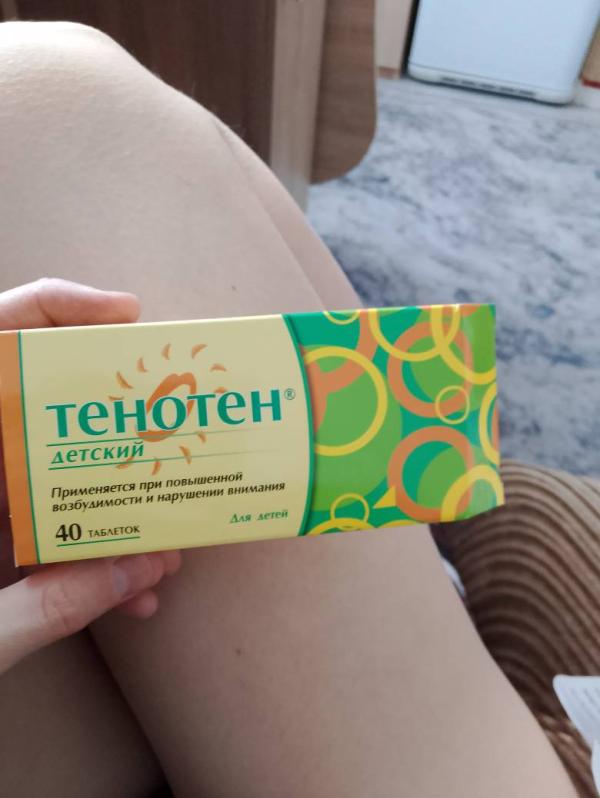 ТЕНОТЕН®
детский
Применяется при повышенной
возбудимости и нарушении внимания
40 ТАБЛЕТОК
Для детей